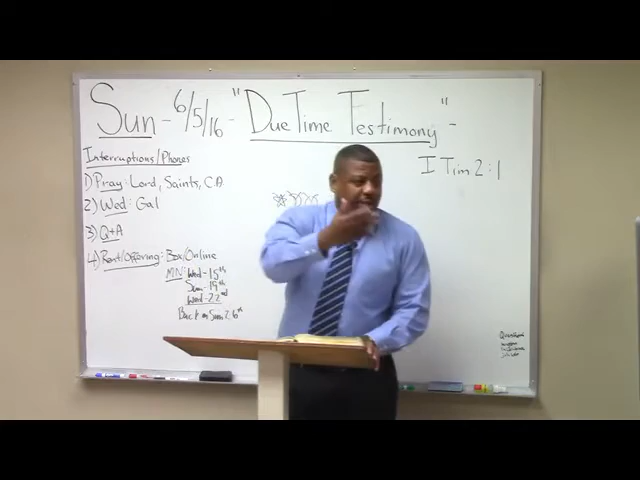 Sun - 6/5/16 - "Due Time Testimony" -
I Tim 2:1
Interruptions/Phones
1) Pray: Lord, Saints, C.A.
2) Wed: Gal
3) Q+A
4) Rent/Offering: Box/Online
MN: Wed - 15th
Sun - 19th
Wed - 22nd
Back on Sun 26th